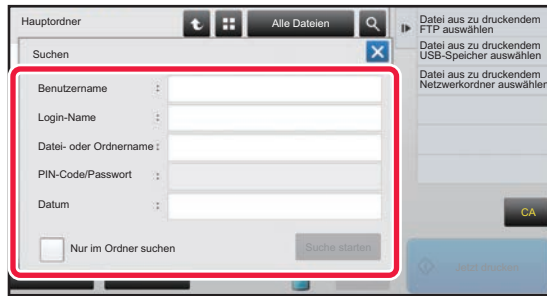 Hauptordner
Alle Dateien
Suchen
Benutzername :
Login-Name :
Datei- oder Ordnername :
PIN-Code/Passwort :
Datum :
Nur im Ordner suchen
Suche starten
Datei aus zu druckendem
FTP auswählen
Datei aus zu druckendem
USB-Speicher auswählen
Datei aus zu druckendem
Netzwerkordner auswählen
CA
Jetzt drucken